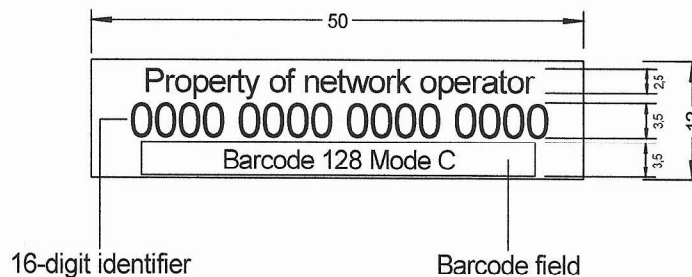 50
Property of network operator
2,5
0000 0000 0000 0000
3,5
12
Barcode 128 Mode C
3,5
16-digit identifier
Barcode field